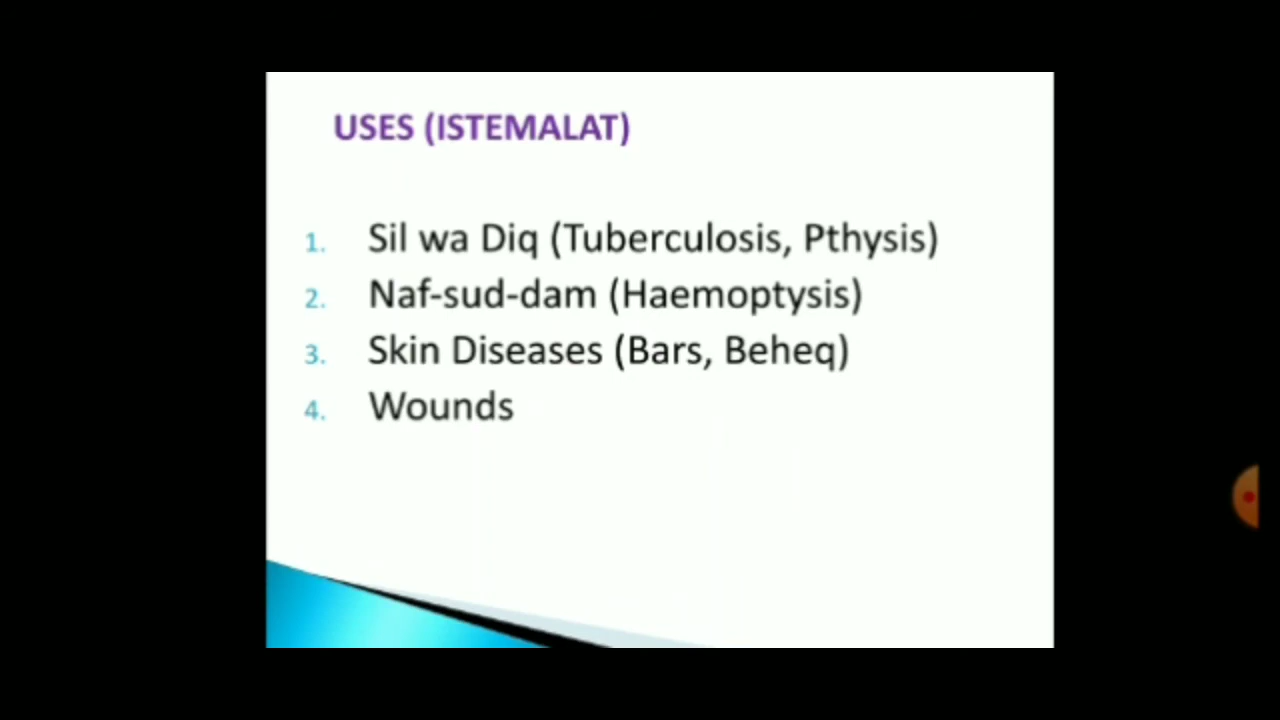 USES (ISTEMALAT)
1. Sil wa Diq (Tuberculosis, Pthysis)
2. Naf-sud-dam (Haemoptysis)
3. Skin Diseases (Bars, Beheq)
4. Wounds